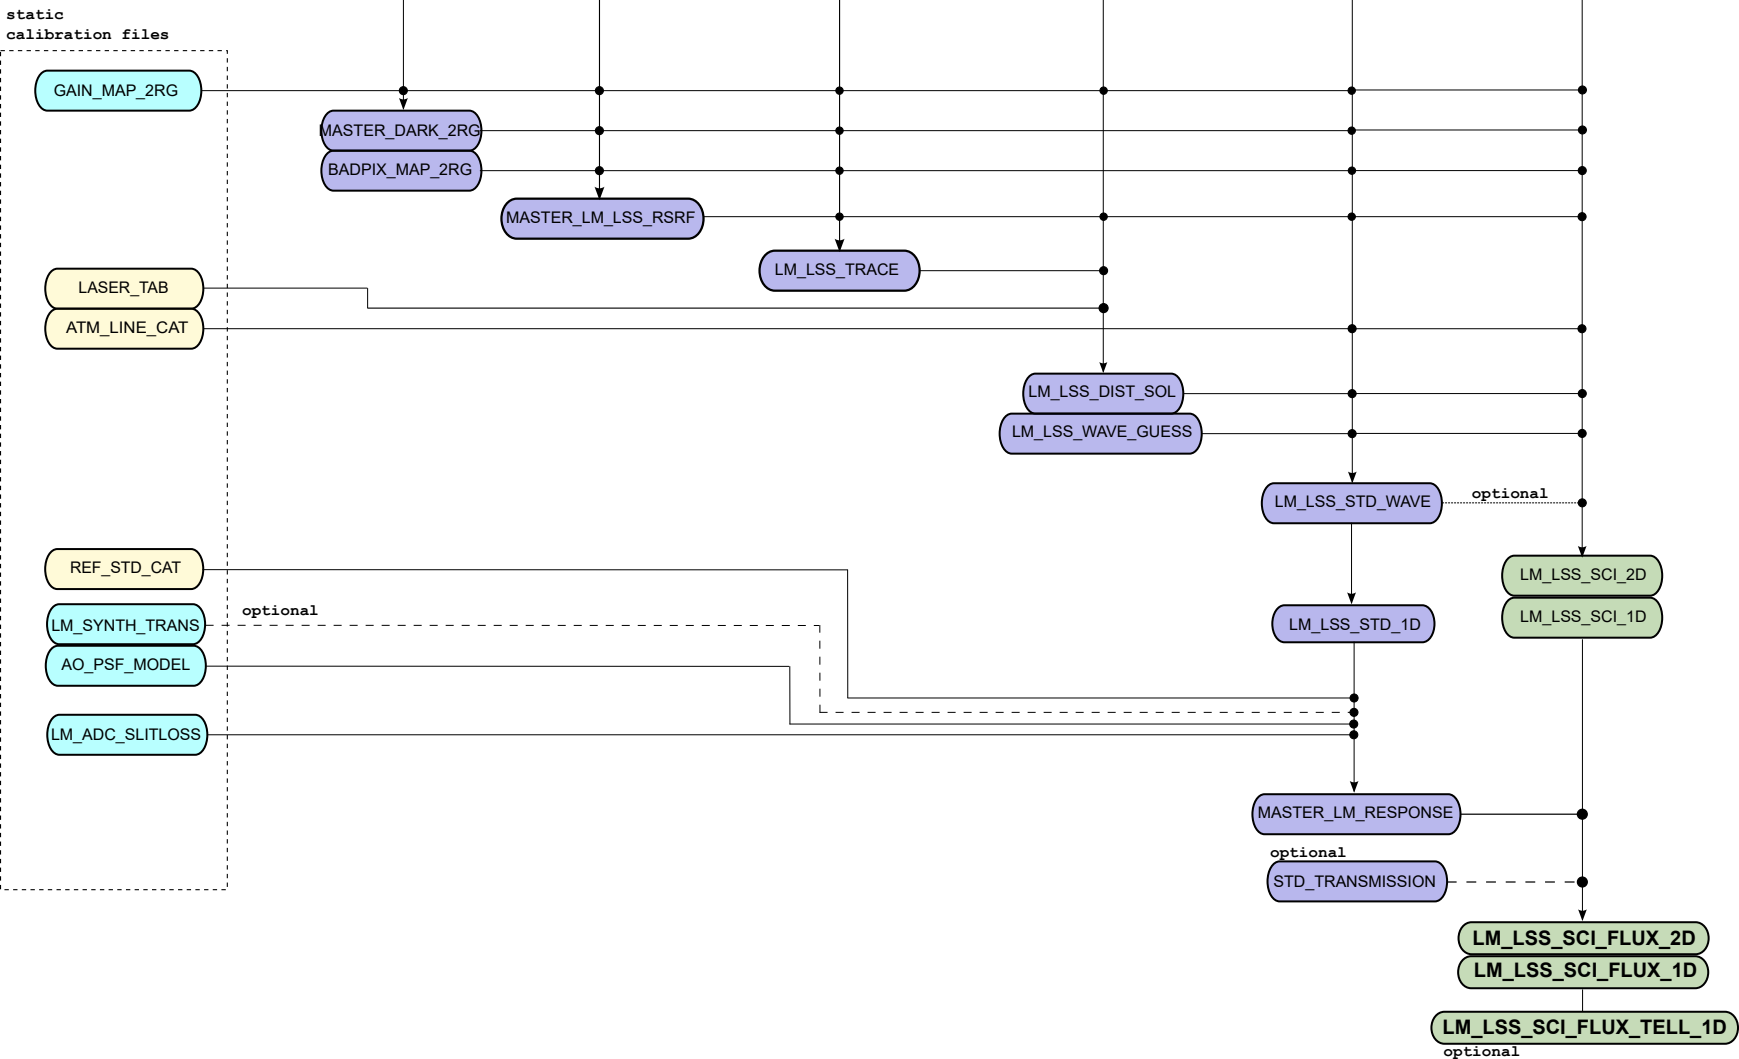 static
calibration files
GAIN_MAP_2RG
MASTER_DARK_2RG
BADPIX_MAP_2RG
MASTER_LM_LSS_RSRF
LM_LSS_TRACE
LASER_TAB
ATM_LINE_CAT
LM_LSS_DIST_SOL
LM_LSS_WAVE_GUESS
LM_LSS_STD_WAVE
optional
REF_STD_CAT
LM_LSS_SCI_2D
LM_SYNTH_TRANS
optional
LM_LSS_STD_1D
LM_LSS_SCI_1D
AO_PSF_MODEL
LM_ADC_SLITLOSS
MASTER_LM_RESPONSE
optional
STD_TRANSMISSION
LM_LSS_SCI_FLUX_2D
LM_LSS_SCI_FLUX_1D
LM_LSS_SCI_FLUX_TELL_1D
optional